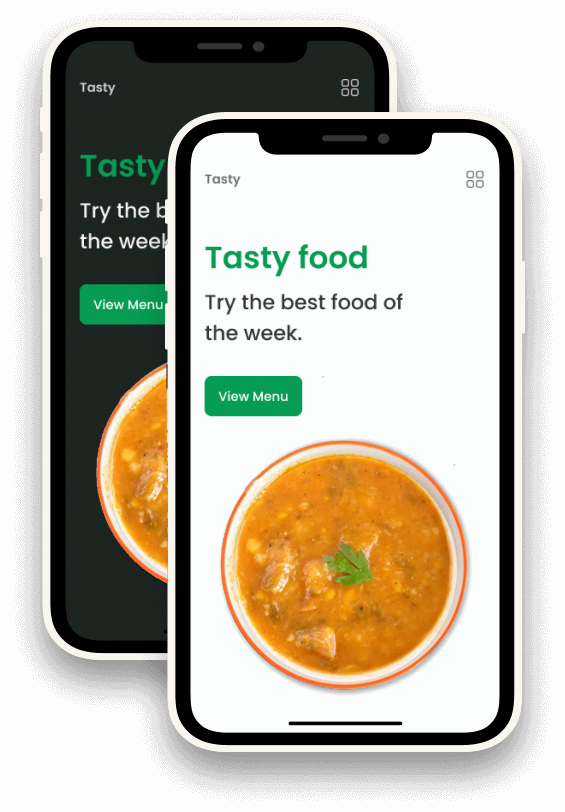 Tasty
Tasty
Try the b
the week
View Menu
Tasty
Tasty food
Try the best food of
the week.
View Menu